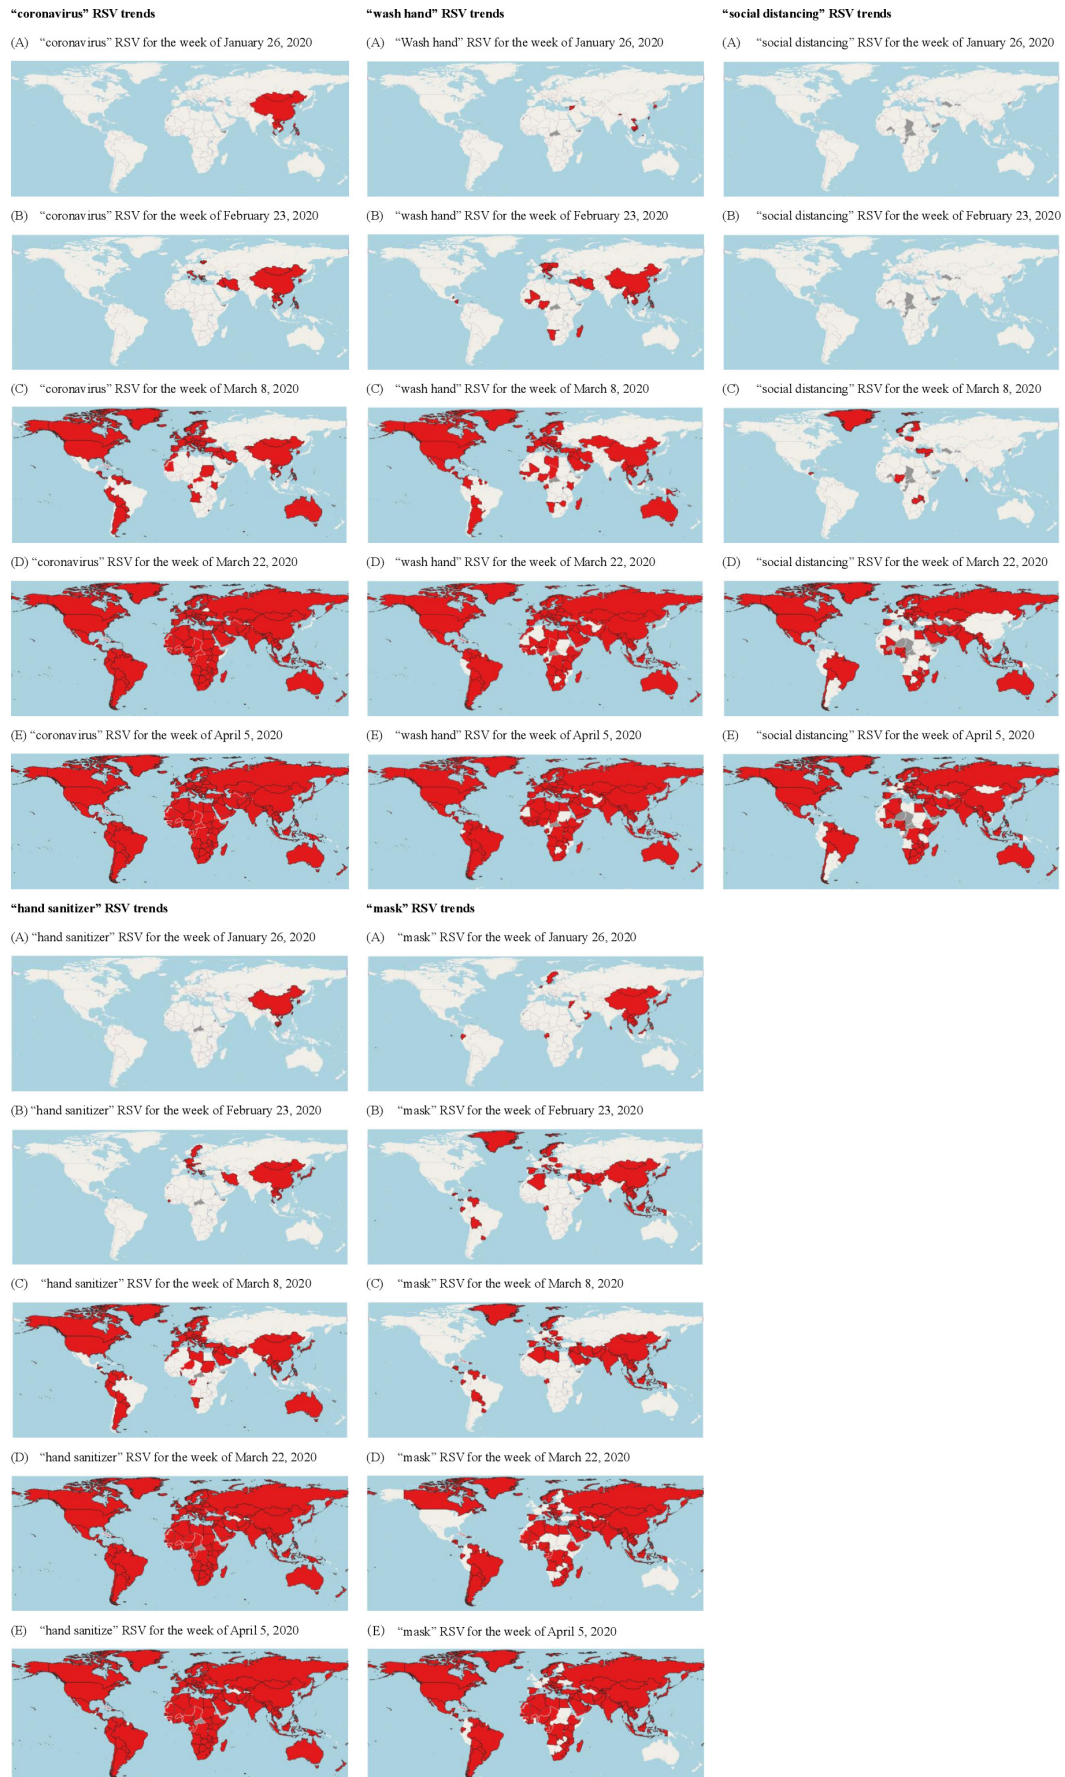 “coronavirus” RSV trends
(A) “coronavirus” RSV for the week of January 26, 2020
(B) “coronavirus” RSV for the week of February 23, 2020
(C) “coronavirus” RSV for the week of March 8, 2020
(D) “coronavirus” RSV for the week of March 22, 2020
(E) “coronavirus” RSV for the week of April 5, 2020
“wash hand” RSV trends
(A) “Wash hand” RSV for the week of January 26, 2020
(B) “wash hand” RSV for the week of February 23, 2020
(C) “wash hand” RSV for the week of March 8, 2020
(D) “wash hand” RSV for the week of March 22, 2020
(E) “wash hand” RSV for the week of April 5, 2020
“social distancing” RSV trends
(A) “social distancing” RSV for the week of January 26, 2020
(B) “social distancing” RSV for the week of February 23, 2020
(C) “social distancing” RSV for the week of March 8, 2020
(D) “social distancing” RSV for the week of March 22, 2020
(E) “social distancing” RSV for the week of April 5, 2020
“hand sanitizer” RSV trends
(A) “hand sanitizer” RSV for the week of January 26, 2020
(B) “hand sanitizer” RSV for the week of February 23, 2020
(C) “hand sanitizer” RSV for the week of March 8, 2020
(D) “hand sanitizer” RSV for the week of March 22, 2020
(E) “hand sanitize” RSV for the week of April 5, 2020
“mask” RSV trends
(A) “mask” RSV for the week of January 26, 2020
(B) “mask” RSV for the week of February 23, 2020
(C) “mask” RSV for the week of March 8, 2020
(D) “mask” RSV for the week of March 22, 2020
(E) “mask” RSV for the week of April 5, 2020